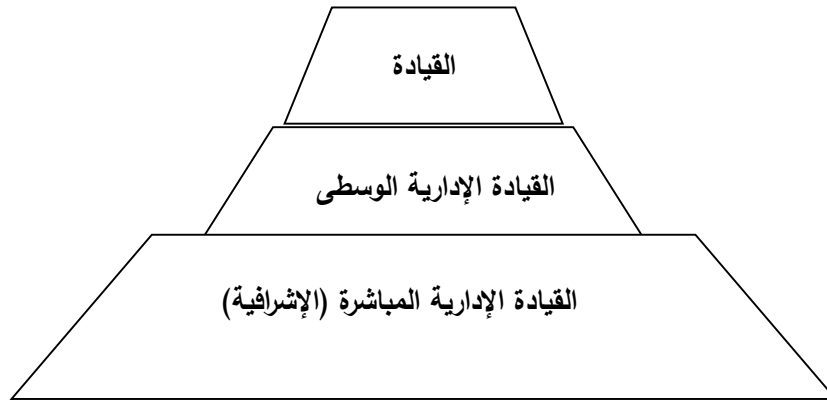 القيادة
القيادة الإدارية الوسطى
القيادة الإدارية المباشرة (الإشرافية)